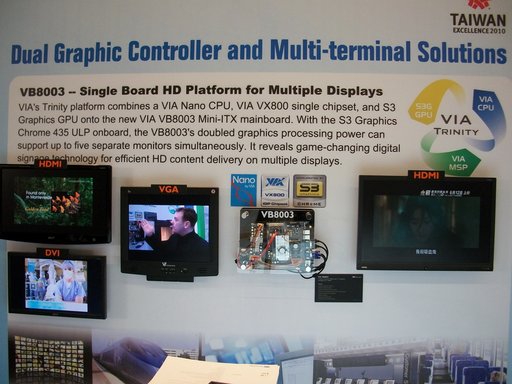 TAIWAN
EXCELLENCE 2010
Dual Graphic Controller and Multi-terminal Solutions
VB8003 -- Single Board HD Platform for Multiple Displays
VIA's Trinity platform combines a VIA Nano CPU, VIA VX800 single chipset, and S3
Graphics GPU onto the new VIA VB8003 Mini-ITX mainboard. With the S3 Graphics
Chrome 435 ULP onboard, the VB8003's doubled graphics processing power can
support up to five separate monitors simultaneously. It reveals game-changing digital
signage technology for efficient HD content delivery on multiple displays.
S3G
GPU
VIA
CPU
VIA
TRINITY
VIA
MSP
HDMI
Found only
VGA
Nano
VIA
VX800
S3
CHROME
VB8003
HDMI
DVI